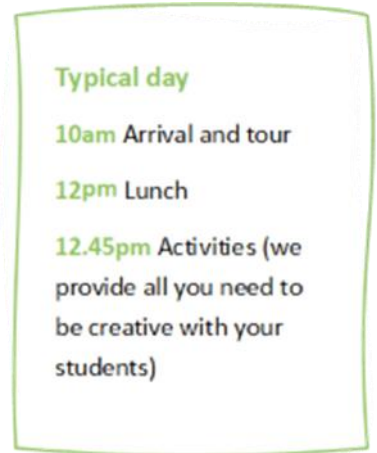 Typical day
10am Arrival and tour
12pm Lunch
12.45pm Activities (we
provide all you need to
be creative with your
students)